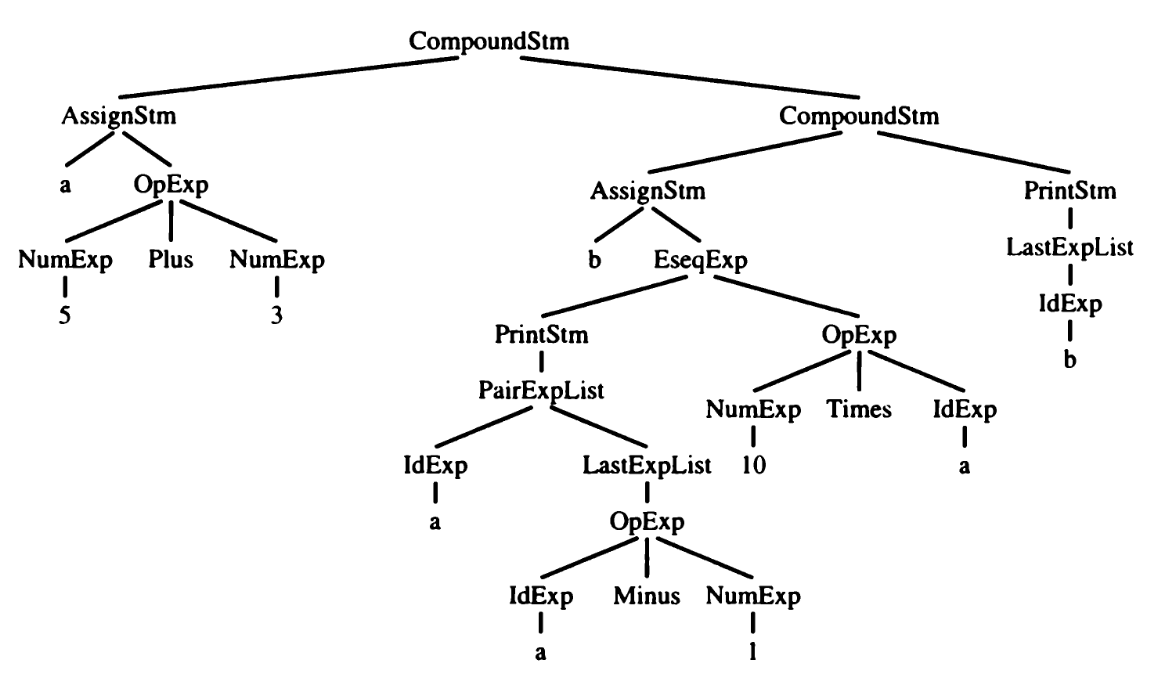 CompoundStm
AssignStm CompoundStm
a OpExp AssignStm PrintStm
NumExp Plus NumExp b EseqExp LastExpList
5 3 PrintStm OpExp IdExp
PairExpList b
NumExp Times IdExp
IdExp LastExpList 10 a
a OpExp
IdExp Minus NumExp
a 1